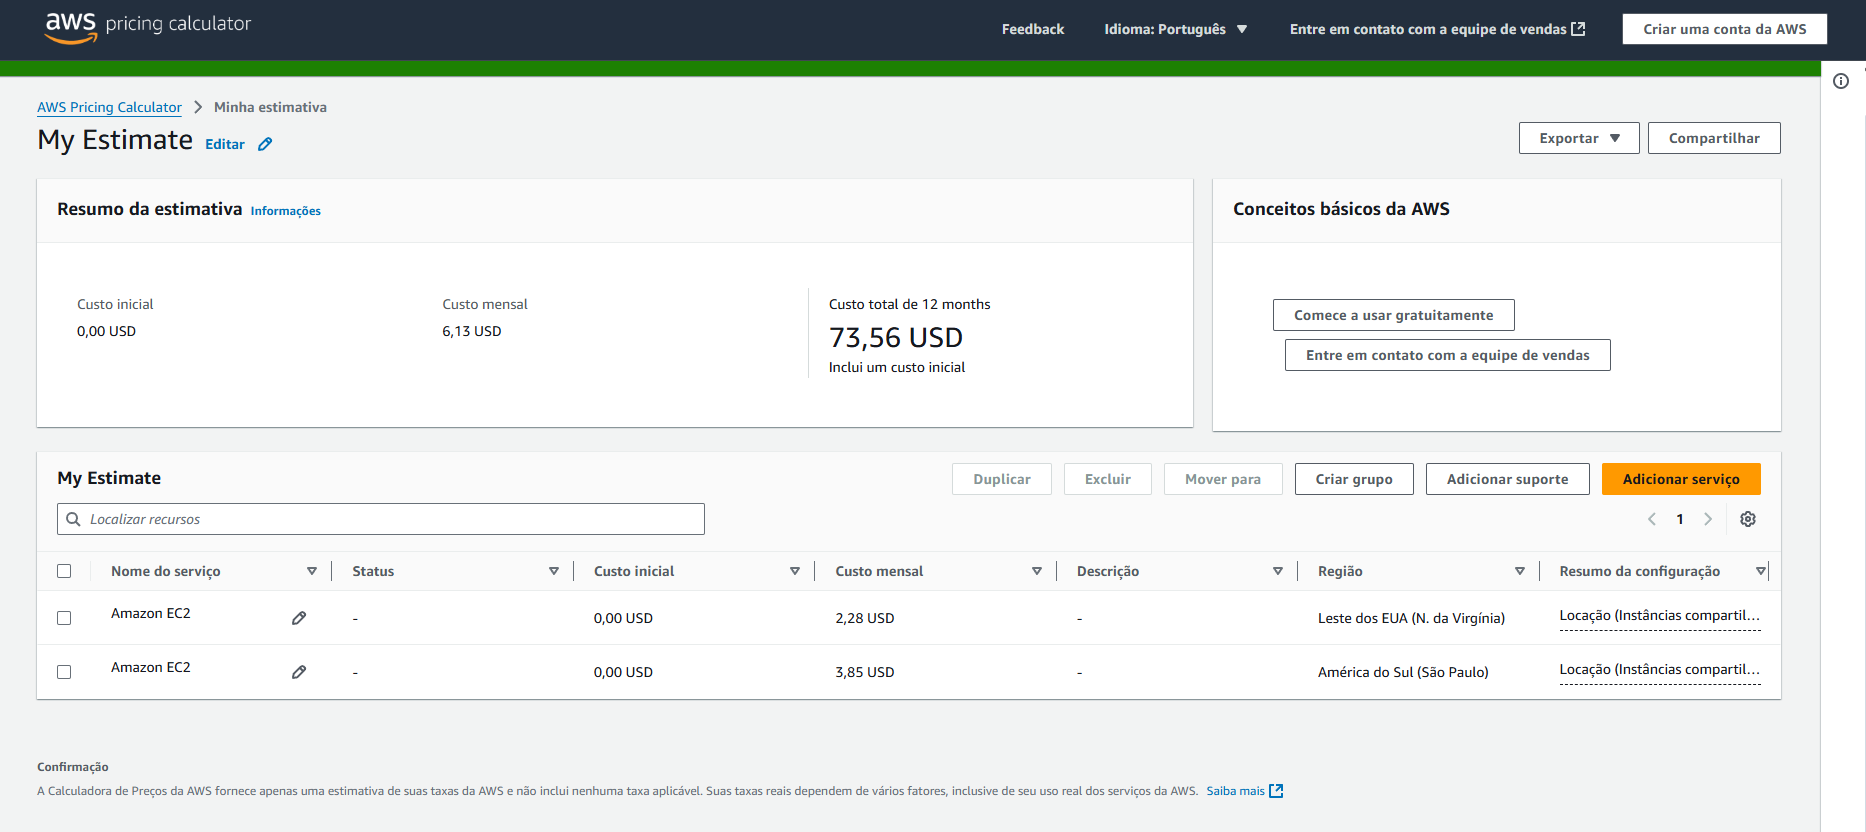 aws pricing calculator
Feedback
Idioma: Português
Entre em contato com a equipe de vendas
Criar uma conta da AWS
AWS Pricing Calculator
Minha estimativa
My Estimate
Editar
Exportar
Compartilhar
Resumo da estimativa
Informações
Custo inicial
0,00 USD
Custo mensal
6,13 USD
Custo total de 12 months
73,56 USD
Inclui um custo inicial
Conceitos básicos da AWS
Comece a usar gratuitamente
Entre em contato com a equipe de vendas
My Estimate
Duplicar
Excluir
Mover para
Criar grupo
Adicionar suporte
Adicionar serviço
Localizar recursos
1
Nome do serviço
Status
Custo inicial
Custo mensal
Descrição
Região
Resumo da configuração
Amazon EC2
-
0,00 USD
2,28 USD
-
Leste dos EUA (N. da Virgínia)
Locação (Instâncias compartil...
Amazon EC2
-
0,00 USD
3,85 USD
-
América do Sul (São Paulo)
Locação (Instâncias compartil...
Confirmação
A Calculadora de Preços da AWS fornece apenas uma estimativa de suas taxas da AWS e não inclui nenhuma taxa aplicável. Suas taxas reais dependem de vários fatores, inclusive de seu uso real dos serviços da AWS. Saiba mais